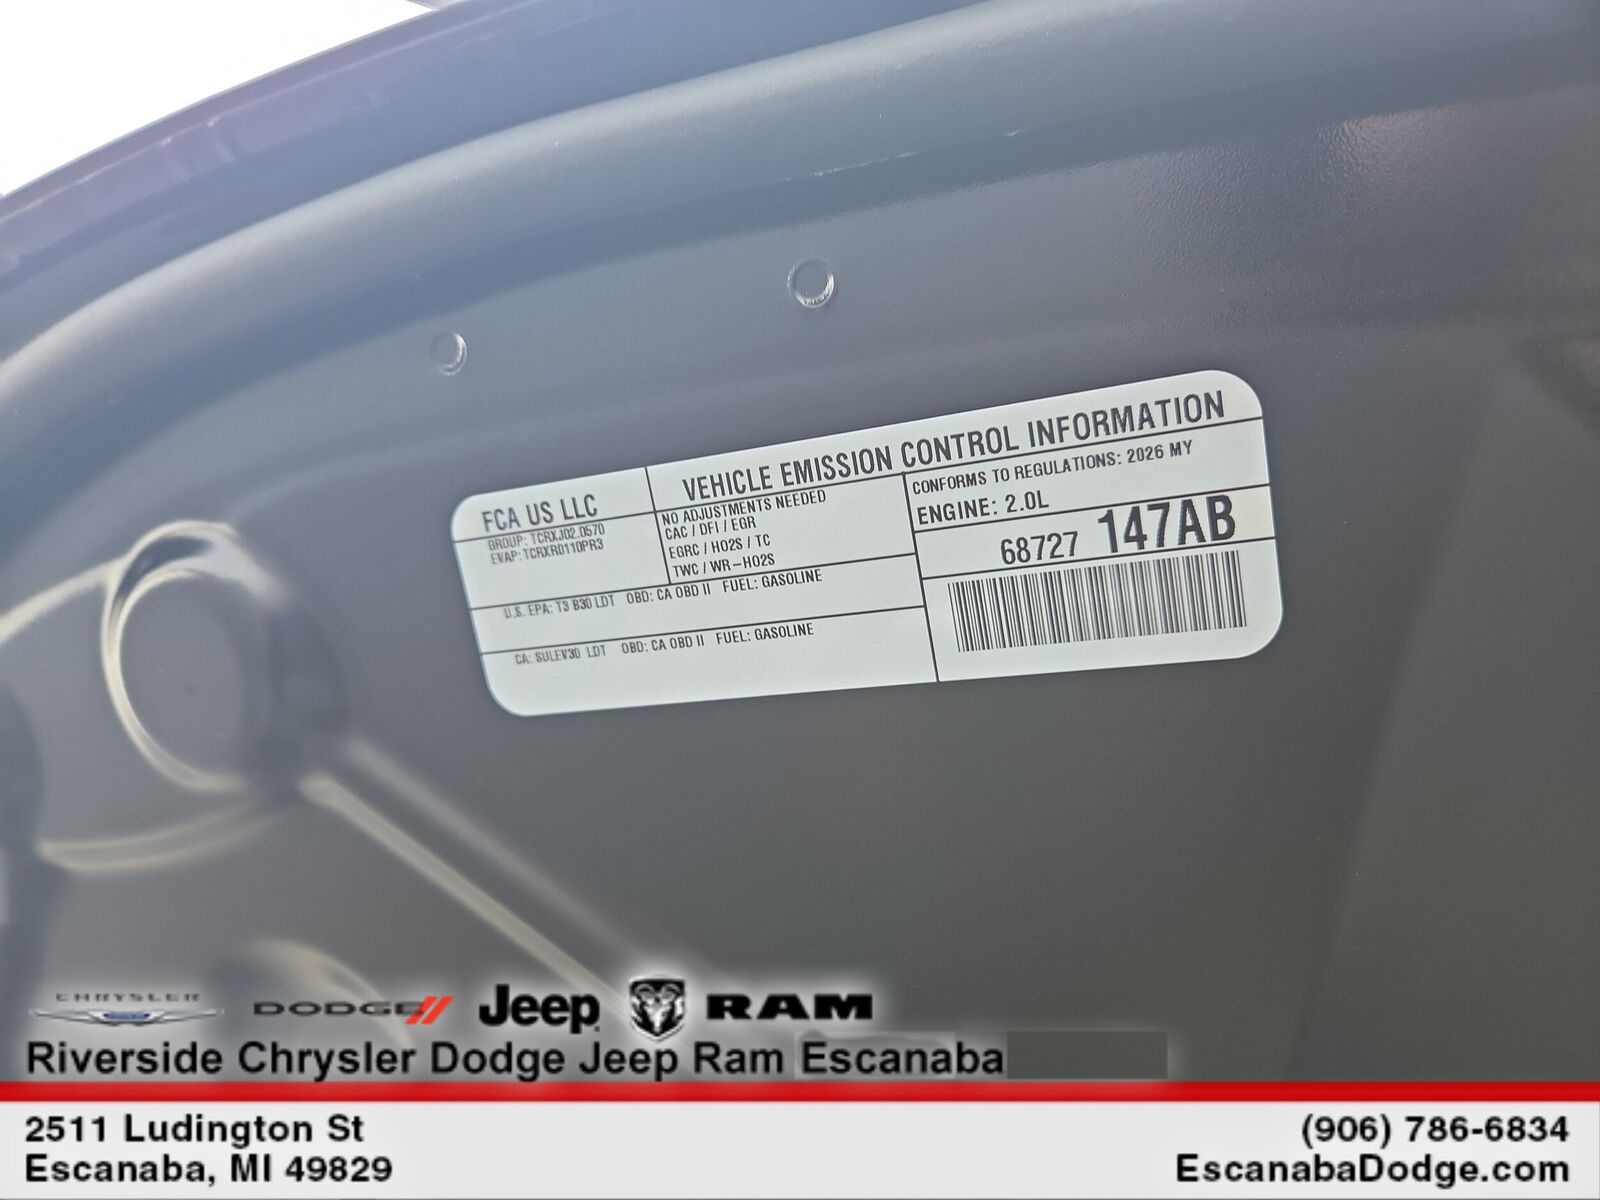 VEHICLE EMISSION CONTROL INFORMATION
FCA US LLC
GROUP: TCRXJ02.0570
EVAP: TCRXR0110PR3
NO ADJUSTMENTS NEEDED
CAC / DFI / EGR
EGRC / HO2S / TC
TWC / WR-HO2S
CONFORMS TO REGULATIONS: 2026 MY
ENGINE: 2.0L
68727 147AB
U.S. EPA: T3 B30 LDT OBD: CA OBD II FUEL: GASOLINE
CA: SULEV30 LDT OBD: CA OBD II FUEL: GASOLINE
CHRYSLER DODGE Jeep RAM
Riverside Chrysler Dodge Jeep Ram Escanaba
2511 Ludington St
Escanaba, MI 49829
(906) 786-6834
EscanabaDodge.com